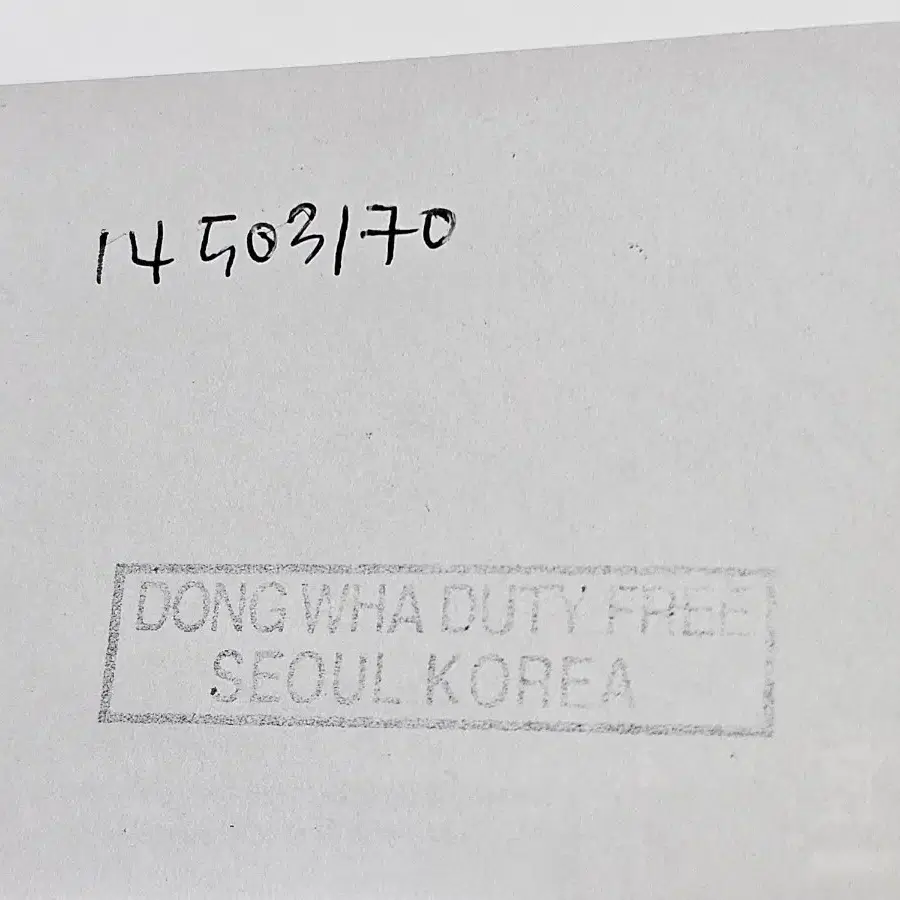 14503170
DONG WHA DUTY FREE
SEOUL KOREA